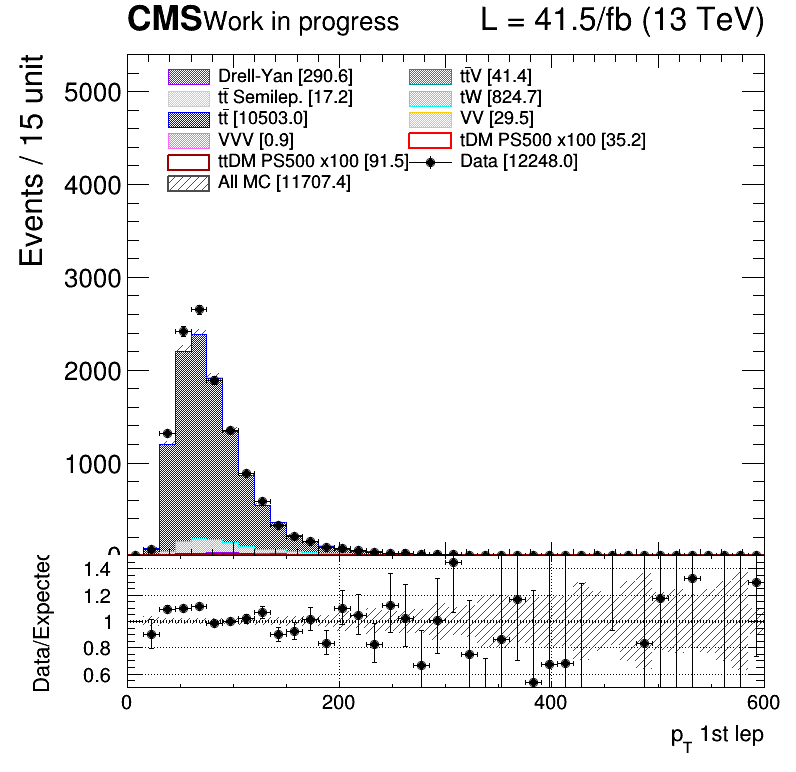 CMS Work in progress L = 41.5/fb (13 TeV)
Events / 15 unit
5000
4000
3000
2000
1000
0
Drell-Yan [290.6]
tt̄V [41.4]
tt̄ Semilep. [17.2]
tW [824.7]
tt̄ [10503.0]
VV [29.5]
VVV [0.9]
tDM PS500 x100 [35.2]
ttDM PS500 x100 [91.5]
Data [12248.0]
All MC [11707.4]
Data/Expected
1.4
1.2
1
0.8
0.6
0 200 400 600
p_T 1st lep